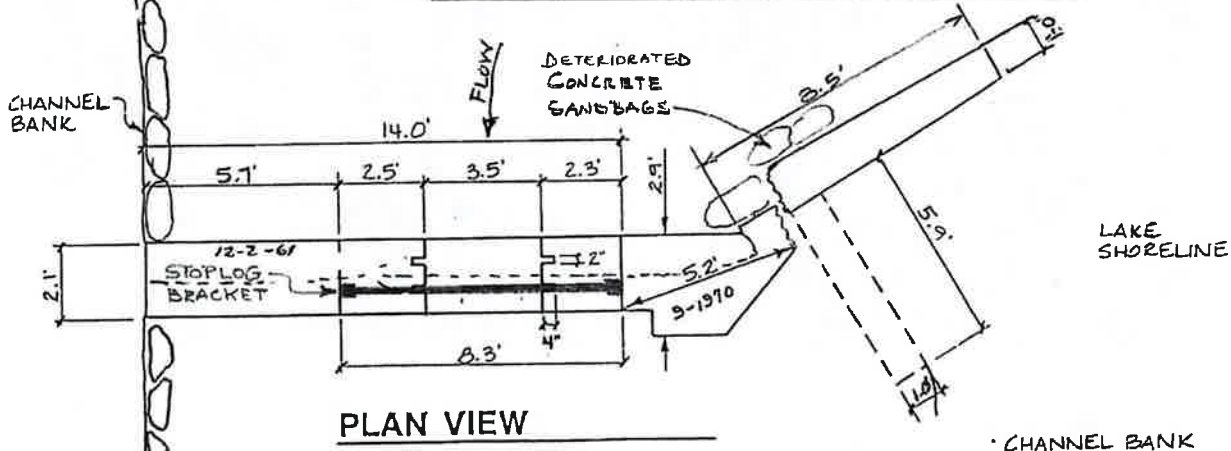 CHANNEL
BANK
FLOW
DETERIORATED
CONCRETE
SANDBAGS
8.5'
1.0'
14.0'
5.7'
2.5'
3.5'
2.3'
2.9'
2.1'
12-2-61
STOPLOG
BRACKET
2"
4"
5.2'
9-1970
8.3'
5.9'
1.0'
LAKE
SHORELINE
PLAN VIEW
CHANNEL BANK